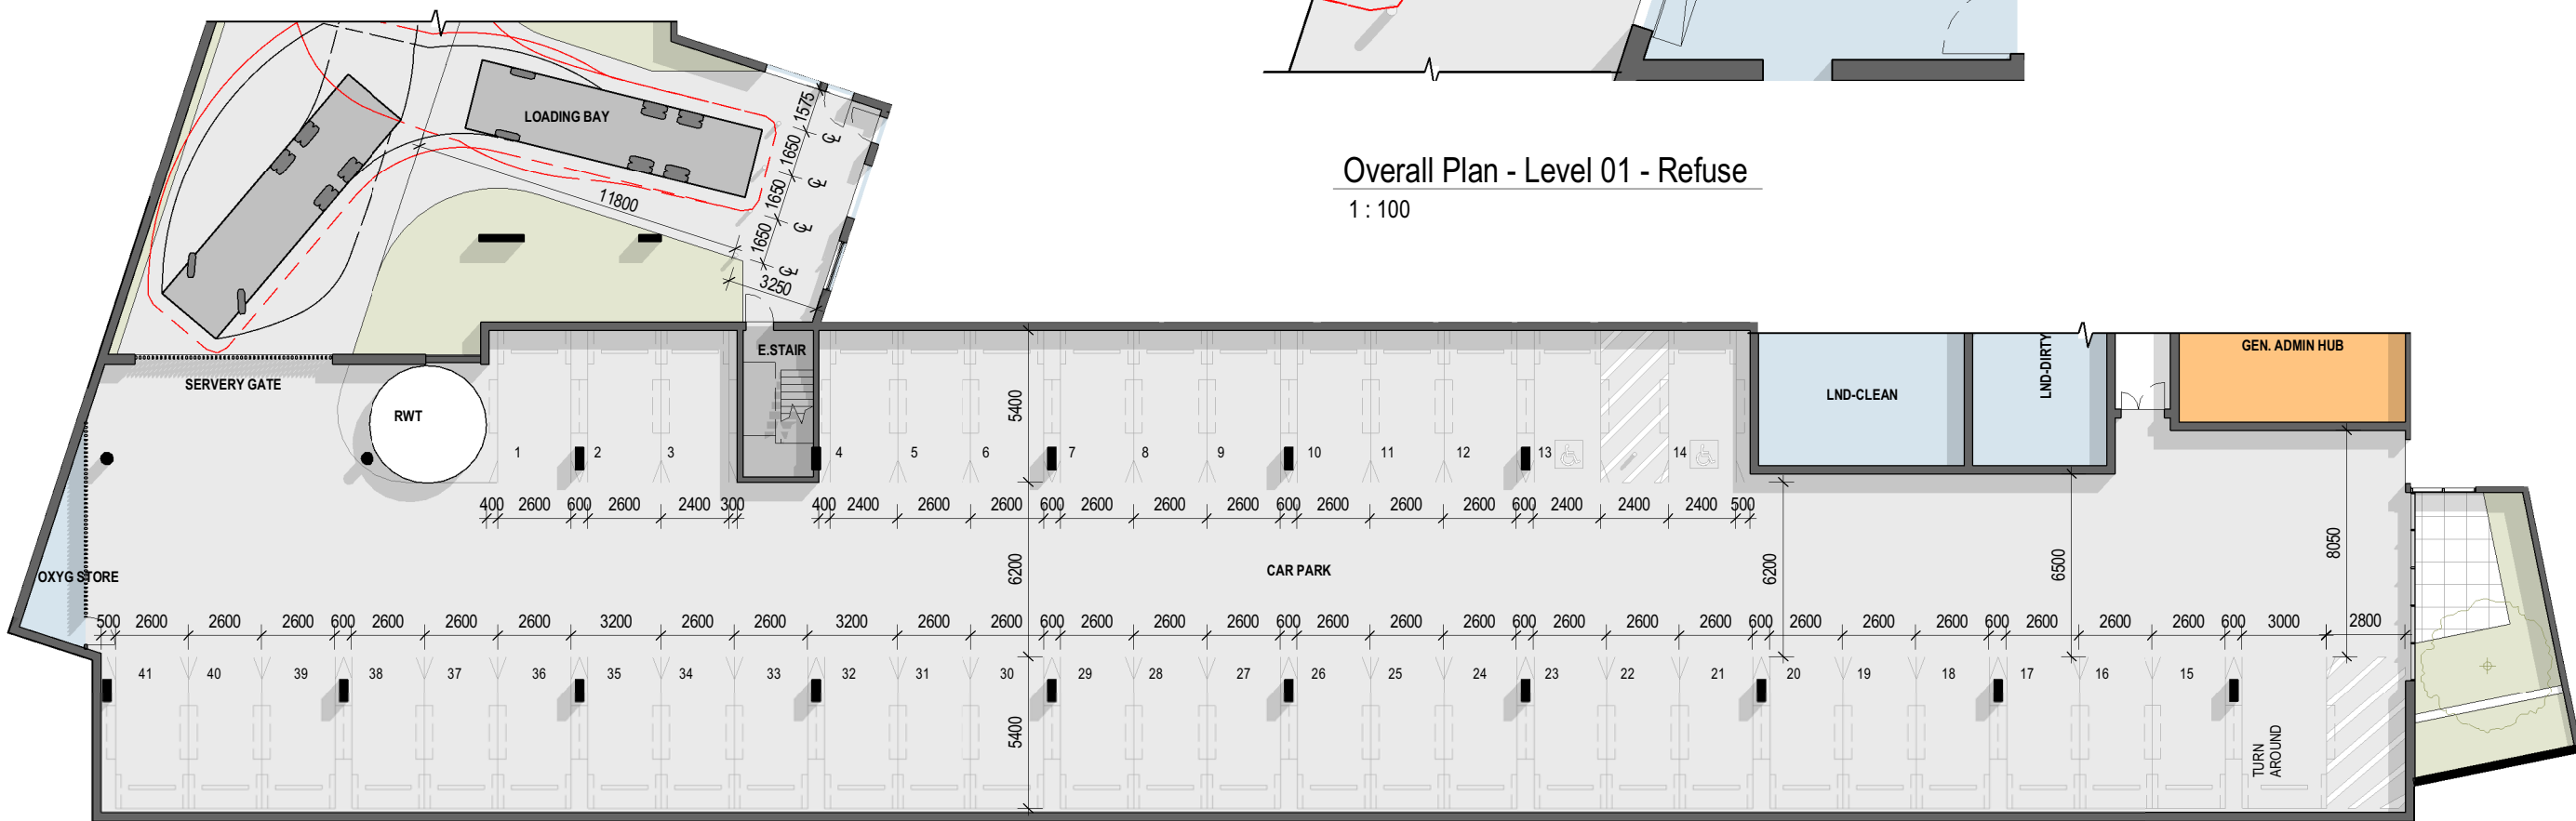 LOADING BAY
1575
1650
1650
1650
3250
11800
Overall Plan - Level 01 - Refuse
1 : 100
SERVERY GATE
RWT
E.STAIR
LND-CLEAN
LND-DIRTY
GEN. ADMIN HUB
5400
1 2 3 4 5 6 7 8 9 10 11 12 13 14
400 2600 600 2600 2400 300 400 2400 2600 2600 600 2600 2600 2600 600 2600 2600 2600 600 2400 2400 2400 500
OXYG STORE
6200
CAR PARK
6200
6500
8050
500 2600 2600 2600 600 2600 2600 2600 3200 2600 2600 3200 2600 2600 600 2600 2600 2600 600 2600 2600 2600 600 2600 2600 2600 600 2600 2600 2600 600 2600 2600 2600 600 3000 2800
41 40 39 38 37 36 35 34 33 32 31 30 29 28 27 26 25 24 23 22 21 20 19 18 17 16 15
5400
TURN
AROUND